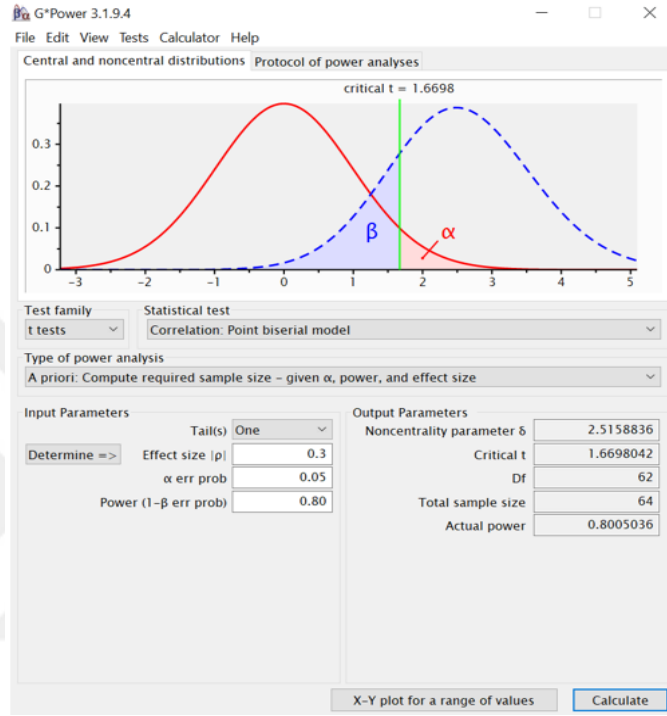 G*Power 3.1.9.4
File Edit View Tests Calculator Help
Central and noncentral distributions Protocol of power analyses
critical t = 1.6698
0.3
0.2
0.1
0
β
α
-3 -2 -1 0 1 2 3 4 5
Test family Statistical test
t tests Correlation: Point biserial model
Type of power analysis
A priori: Compute required sample size – given α, power, and effect size
Input Parameters Output Parameters
Tail(s) One Noncentrality parameter δ 2.5158836
Determine => Effect size |ρ| 0.3 Critical t 1.6698042
α err prob 0.05 Df 62
Power (1-β err prob) 0.80 Total sample size 64
Actual power 0.8005036
X-Y plot for a range of values Calculate